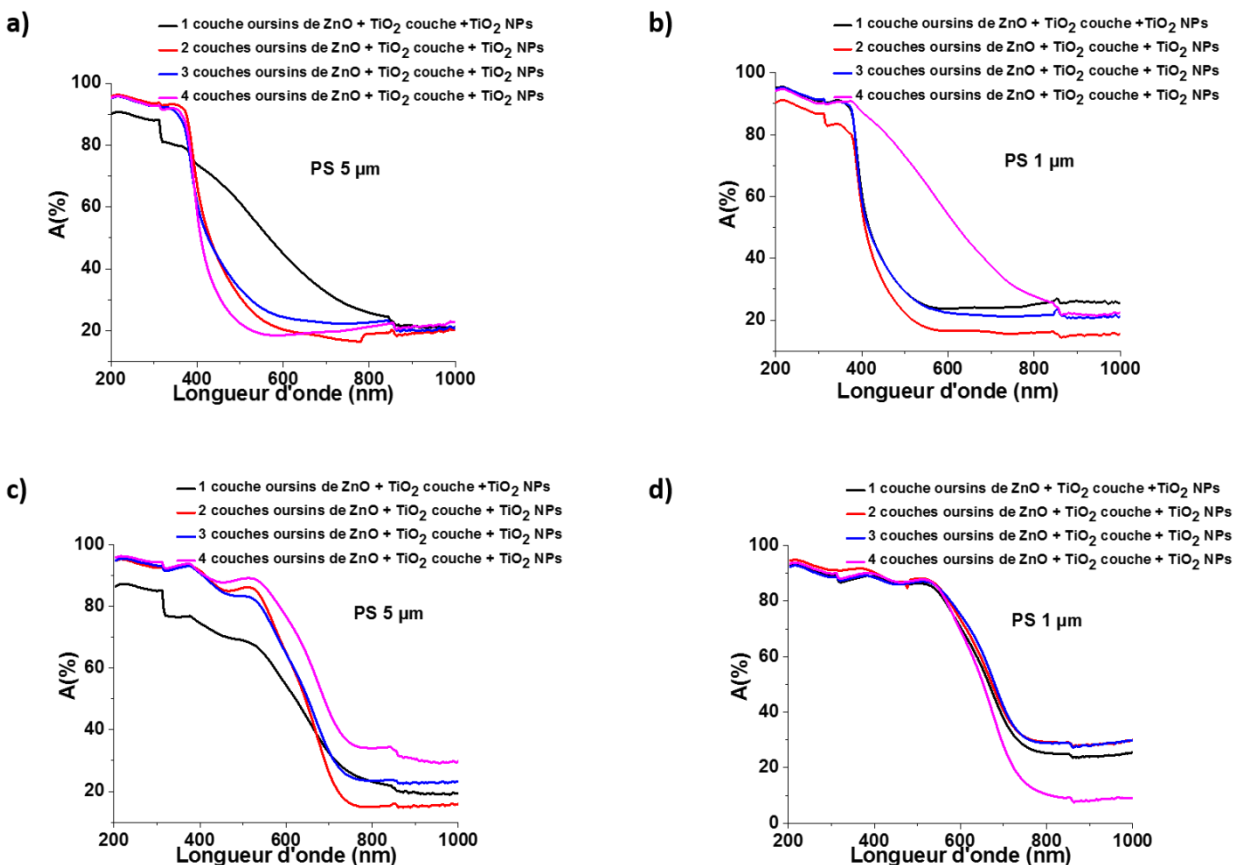 a)
1 couche oursins de ZnO + TiO2 couche +TiO2 NPs
2 couches oursins de ZnO + TiO2 couche + TiO2 NPs
3 couches oursins de ZnO + TiO2 couche + TiO2 NPs
4 couches oursins de ZnO + TiO2 couche + TiO2 NPs
PS 5 µm
A(%)
100
80
60
40
20
200 400 600 800 1000
Longueur d'onde (nm)
b)
1 couche oursins de ZnO + TiO2 couche +TiO2 NPs
2 couches oursins de ZnO + TiO2 couche + TiO2 NPs
3 couches oursins de ZnO + TiO2 couche + TiO2 NPs
4 couches oursins de ZnO + TiO2 couche + TiO2 NPs
PS 1 µm
A(%)
100
80
60
40
20
200 400 600 800 1000
Longueur d'onde (nm)
c)
1 couche oursins de ZnO + TiO2 couche +TiO2 NPs
2 couches oursins de ZnO + TiO2 couche + TiO2 NPs
3 couches oursins de ZnO + TiO2 couche + TiO2 NPs
4 couches oursins de ZnO + TiO2 couche + TiO2 NPs
PS 5 µm
A(%)
100
80
60
40
20
200 400 600 800 1000
Longueur d'onde (nm)
d)
1 couche oursins de ZnO + TiO2 couche +TiO2 NPs
2 couches oursins de ZnO + TiO2 couche + TiO2 NPs
3 couches oursins de ZnO + TiO2 couche + TiO2 NPs
4 couches oursins de ZnO + TiO2 couche + TiO2 NPs
PS 1 µm
A(%)
100
80
60
40
20
0
200 400 600 800 1000
Longueur d'onde (nm)